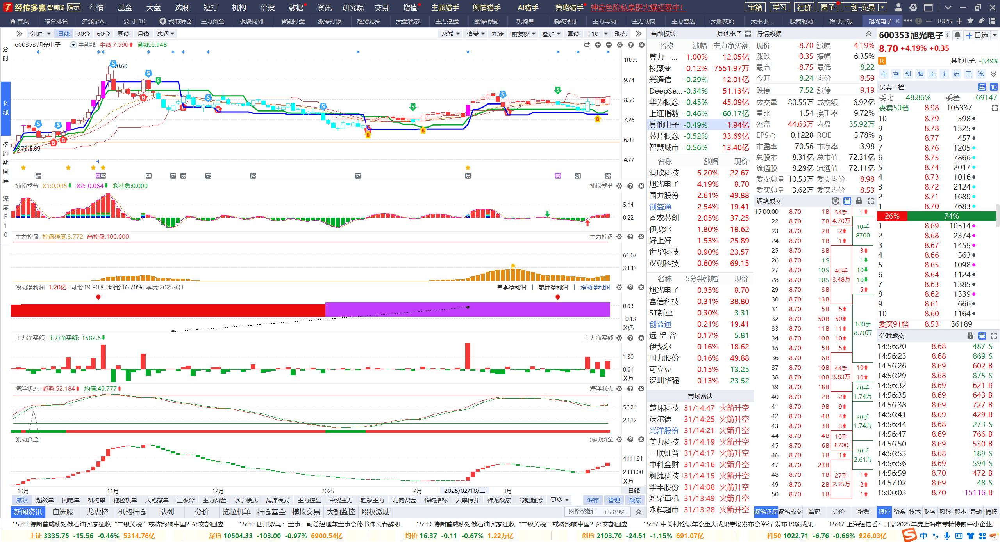 经传多赢 智尊版 演示 行情 基金 大盘 选股 短打 机构 价投 数据 资讯 研究院 交易 增值 主题猎手 舆情猎手 AI猎手 策略猎手 神奇色阶私享群火爆招募中! 宝箱 学习 社群 圈子 一创-交易
首页 综合排名 沪深京A... 公司F10 我的持仓 主力资金 板块同列 智能盯盘 涨停打板 趋势龙头 大盘状态 主力控盘 涨停棱镜 机构单 指数择时 主力异动 主力动向 主力雷达 大咖交流 大中小... 股商轮动 传导共振 旭光电子 100%
分时 日线 30分 60分 周线 月线 更多 交易 信号 九转 前复权 叠加 画线 F10 形态
600353 旭光电子 牛熊线 牛线:7.590 熊线:6.948
分时
K线
多周期同屏
深度F10
10.99
10.60
9.74
8.50
7.26
6.01
4.77
捕捞季节 X1:0.095 X2:-0.064 彩柱数:0.000 捕捞季节
5.14
0.22
主力控盘 控盘程度:3.772 高控盘:100.000 主力控盘
66.67
33.33
滚动净利润 1.20亿 同比:19.90% 环比:16.70% 季度:2025-Q1 单季净利润 | 累计净利润 | 滚动净利润
0.93
-0.13
X亿
主力净买额 主力净买额:-1582.6 主力净买额
1.30
0.01
X万
海洋状态 趋势:52.184 均值:49.777 海洋状态
56.24
28.12
流动资金 流动资金
4111.91
2333.00
X万
10月 11月 12月 2025 2月 2025/02/18/二 3月 日线
默认 超级单 闪电单 机构单 拖拉机单 大笔撤单 三板斧 主力资金 水手模式 海洋模式 主力控盘 中线主力 超级主力 北向资金 传统指标 大单博弈 神龙战法 彩虹趋势 更多 保存 管理 战法
新闻资讯 自选股 龙虎榜 机构持仓 队列 分价 拖拉机单 持仓基金 模拟交易 大额监控 股权激励 网格诊断: +5.89%
当前板块 其他电子
名称 涨幅 主力净买额
算力一... 1.00% 12.05亿
核聚变 0.12% 7551.97万
光通信 -0.29% 12.01亿
DeepSe... -0.34% 51.13亿
华为概念 -0.45% 45.09亿
上证指数 -0.46% -60.17亿
其他电子 -0.49% 1.94亿
芯片概念 -0.52% 33.69亿
智慧城市 -0.56% 13.40亿
名称 涨幅 现价
润欣科技 5.20% 22.67
旭光电子 4.19% 8.70
国力股份 2.61% 49.88
创益通 2.54% 19.41
香农芯创 2.05% 37.25
伊戈尔 1.80% 18.62
好上好 1.53% 25.89
世华科技 0.90% 23.57
汉朔科技 0.60% 69.15
名称 5分钟涨幅 现价
旭光电子 0.35% 8.70
富信科技 0.31% 38.80
ST新亚 0.30% 3.31
创益通 0.21% 19.41
远 望 谷 0.17% 5.81
伊戈尔 0.16% 18.62
国力股份 0.16% 49.88
可立克 0.15% 13.25
深圳华强 0.13% 23.52
市场雷达
楚环科技 31/14:47 火箭升空
沃尔德 31/14:25 火箭升空
光洋股份 31/14:21 火箭升空
美力科技 31/14:19 火箭升空
三联虹普 31/14:17 火箭升空
中科金财 31/14:16 火箭升空
翱捷科技- 31/14:15 火箭升空
华丰股份 31/14:08 火箭升空
潍柴重机 31/13:49 火箭升空
永辉超市 31/13:28 火箭升空
行情数据
现价 8.70 涨幅 4.19%
涨跌 0.35 振幅 6.35%
最高 8.75 最低 8.22
今开 8.24 均价 8.59
跌停 7.52 涨停 9.19
成交量 80.55万 成交额 6.92亿
量比 1.54 换手率 9.72%
外盘 44.63万 内盘 35.92万
EPS④ 0.1228 ROE 5.78%
市盈率 70.56 市净率 3.98
总股本 8.31亿 总市值 72.31亿
流通股 8.29亿 流通值 72.11亿
委卖总量 10.53万 委卖均价 8.98
委买总量 3.62万 委买均价 8.53
逐笔成交 单 量
15:00:00 8.70 1 B 54手 1
22 8.70 7 B 4.70万 10手
23 8.70 2 B 2 8700
24 8.70 1 B 1
25 8.70 3 B 3
26 8.70 1 S 1
27 8.70 10 S 40手 10
28 8.70 10 S 3.48万 10
29 8.70 3 B 5
30 8.70 13 B
31 8.70 5 B 5
32 8.70 50 B 50 100手
33 8.70 11 B 11 8.70万
34 8.70 10 B 10
35 8.70 5 B 5
36 8.70 6 B
37 8.70 10 B 44手 10
38 8.70 10 B 3.83万 10
39 8.70 18 B 20手
40 8.70 2 B 2 1.74万
41 8.70 9 B 9
42 8.70 4 B 4 20手
43 8.70 3 B 3 1.74万
44 8.70 4 B 10手
45 8.70 6 B 8700 30手
46 8.70 1 B 1 2.61万
47 8.70 23 B
48 8.70 1 B 27手 1
49 8.70 2 B 2.35万 2
50 8.70 1 B 1
逐笔还原 逐笔成交 筹码 分价 指数
600353 旭光电子 自选
8.70 +4.19% +0.35
R 其他电子: -0.49%
主 空 创 海 主 主 流 三 流
买卖十档 量 10
委比 -48.86% 委差 -69147
委卖50档 8.98 105337
10 8.79 598
9 8.78 1325
8 8.77 457
7 8.76 1205
6 8.75 7866
5 8.74 2017
4 8.73 1016
3 8.72 2124
2 8.71 1689
1 8.70 7683
26% 74%
1 8.69 10514
2 8.68 2374
3 8.67 1459
4 8.66 563
5 8.65 1098
6 8.64 1124
7 8.63 1385
8 8.62 1339
9 8.61 666
10 8.60 1164
委买91档 8.53 36189
分时成交 量
14:56:20 8.68 487 S
14:56:23 8.68 869 S
14:56:26 8.69 602 B
14:56:29 8.68 875 S
14:56:32 8.69 621 B
14:56:35 8.69 643 B
14:56:38 8.69 727 B
14:56:41 8.69 429 B
14:56:44 8.68 273 S
14:56:47 8.69 766 B
14:56:50 8.69 530 B
14:56:53 8.68 189 S
14:56:56 8.69 594 S
14:56:59 8.70 472 B
14:57:02 8.69 48 S
15:00:03 8.70 15116 B
报价 资金 技术 财务 风险 股本 异动 情报
15:49 特朗普威胁对俄石油买家征收“二级关税”或将影响中国？外交部回应 15:49 四川双马：董事、副总经理兼董事会秘书陈长春辞职 15:49 特朗普威胁对俄石油买家征收“二级关税”或将影响中国？外交部回应 15:47 中关村论坛年会重大成果专场发布会举行 发布19项成果 15:47 上海经信委：开展2025年度上海市专精特新中小企业
上证 3335.75 -15.56 -0.46% 5314.76亿 深指 10504.33 -103.00 -0.97% 6900.54亿 均价 16.37 -0.11 -0.67% 1.22万亿 创指 2103.70 -24.51 -1.15% 691.07亿 科50 1022.71 -6.76 -0.66% 926.03亿 中